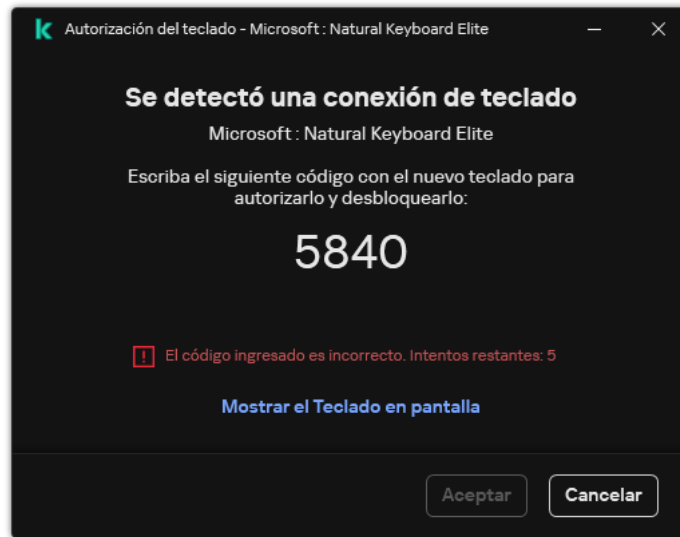 Autorización del teclado - Microsoft : Natural Keyboard Elite
Se detectó una conexión de teclado
Microsoft : Natural Keyboard Elite
Escriba el siguiente código con el nuevo teclado para
autorizarlo y desbloquearlo:
5840
El código ingresado es incorrecto. Intentos restantes: 5
Mostrar el Teclado en pantalla
Aceptar
Cancelar